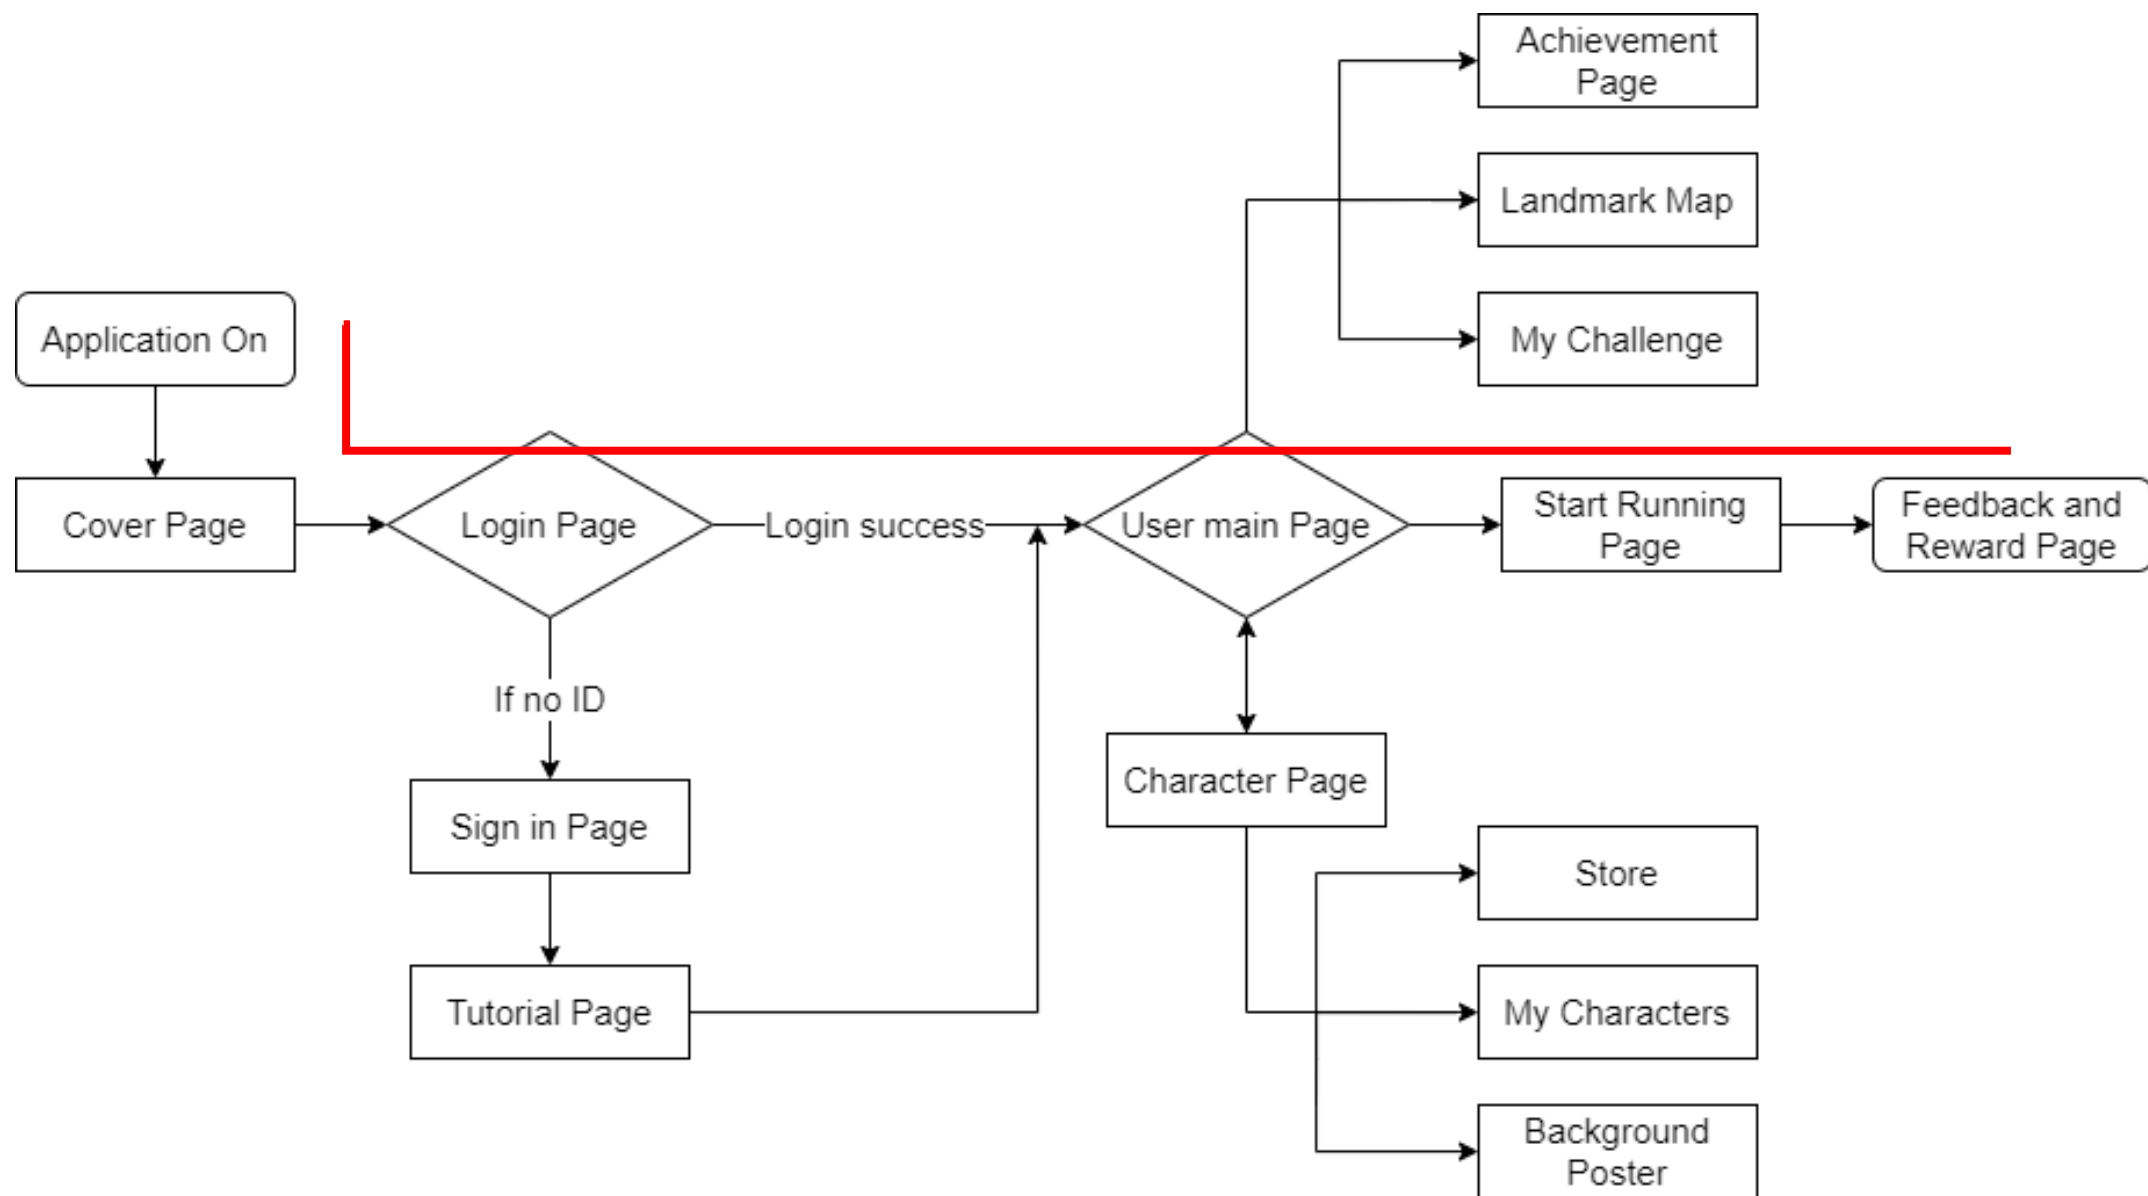 Achievement
Page
Landmark Map
My Challenge
Application On
Cover Page
Login Page
Login success
User main Page
Start Running
Page
Feedback and
Reward Page
If no ID
Sign in Page
Tutorial Page
Character Page
Store
My Characters
Background
Poster